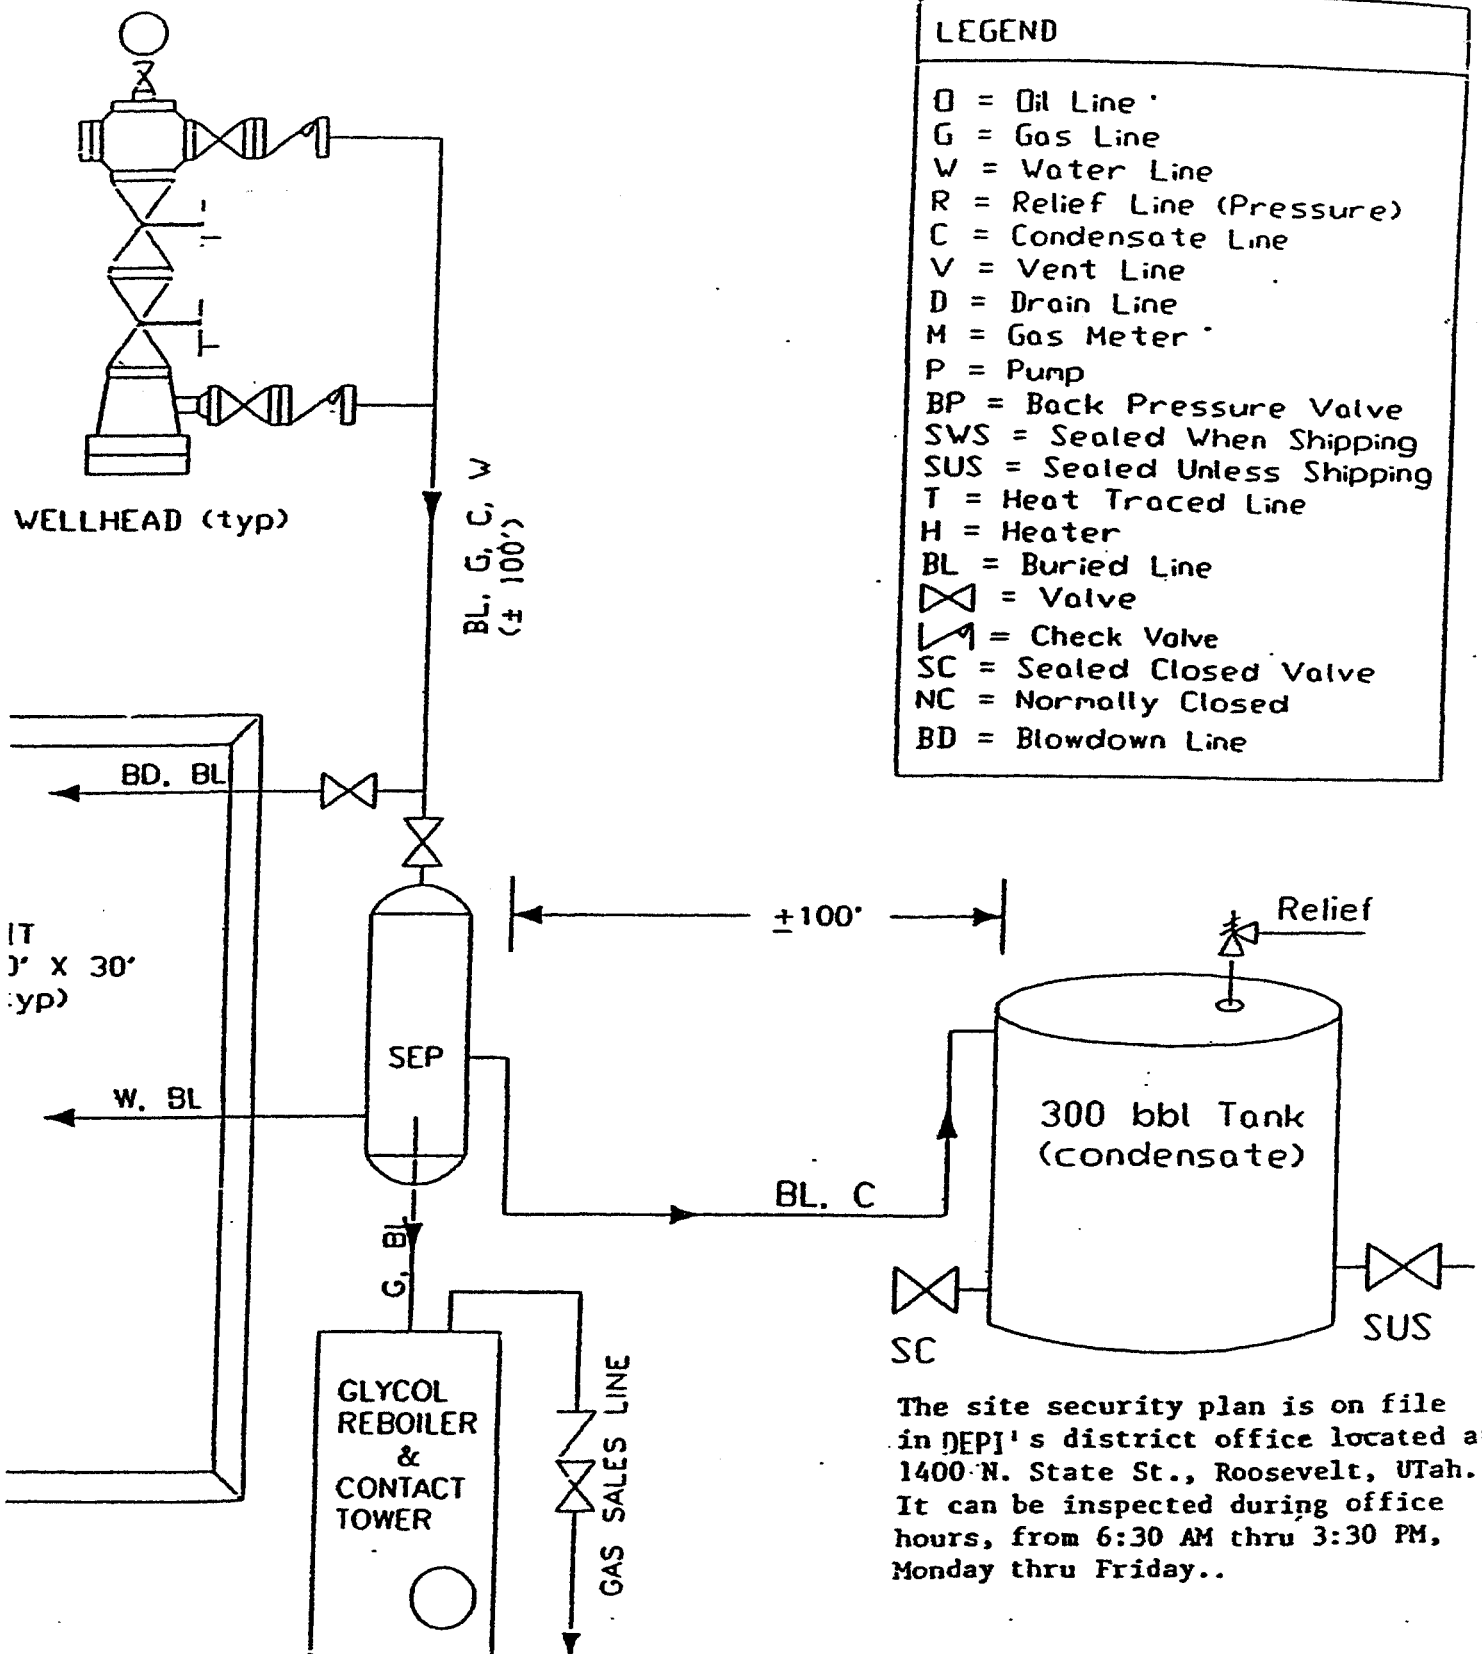 LEGEND
O = Oil Line
G = Gas Line
W = Water Line
R = Relief Line (Pressure)
C = Condensate Line
V = Vent Line
D = Drain Line
M = Gas Meter
P = Pump
BP = Back Pressure Valve
SWS = Sealed When Shipping
SUS = Sealed Unless Shipping
T = Heat Traced Line
H = Heater
BL = Buried Line
= Valve
= Check Valve
SC = Sealed Closed Valve
NC = Normally Closed
BD = Blowdown Line
WELLHEAD (typ)
BL, G, C, W
(± 100')
BD, BL
±100'
Relief
X 30'
SEP
W, BL
300 bbl Tank
(condensate)
BL, C
G, BL
SC
SUS
GLYCOL
REBOILER
&
CONTACT
TOWER
GAS SALES LINE
The site security plan is on file
in DEPI's district office located
1400 N. State St., Roosevelt, UTah.
It can be inspected during office
hours, from 6:30 AM thru 3:30 PM,
Monday thru Friday..